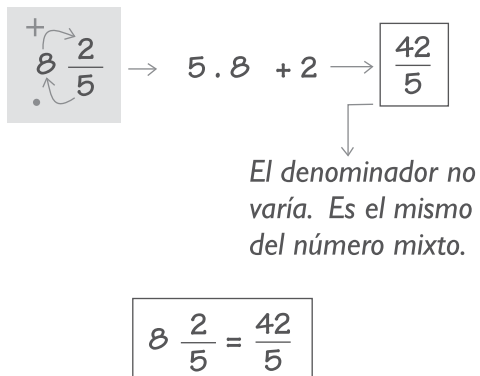 +
8 2/5 → 5 . 8 + 2 → 42/5
.
El denominador no
varía. Es el mismo
del número mixto.
8 2/5 = 42/5